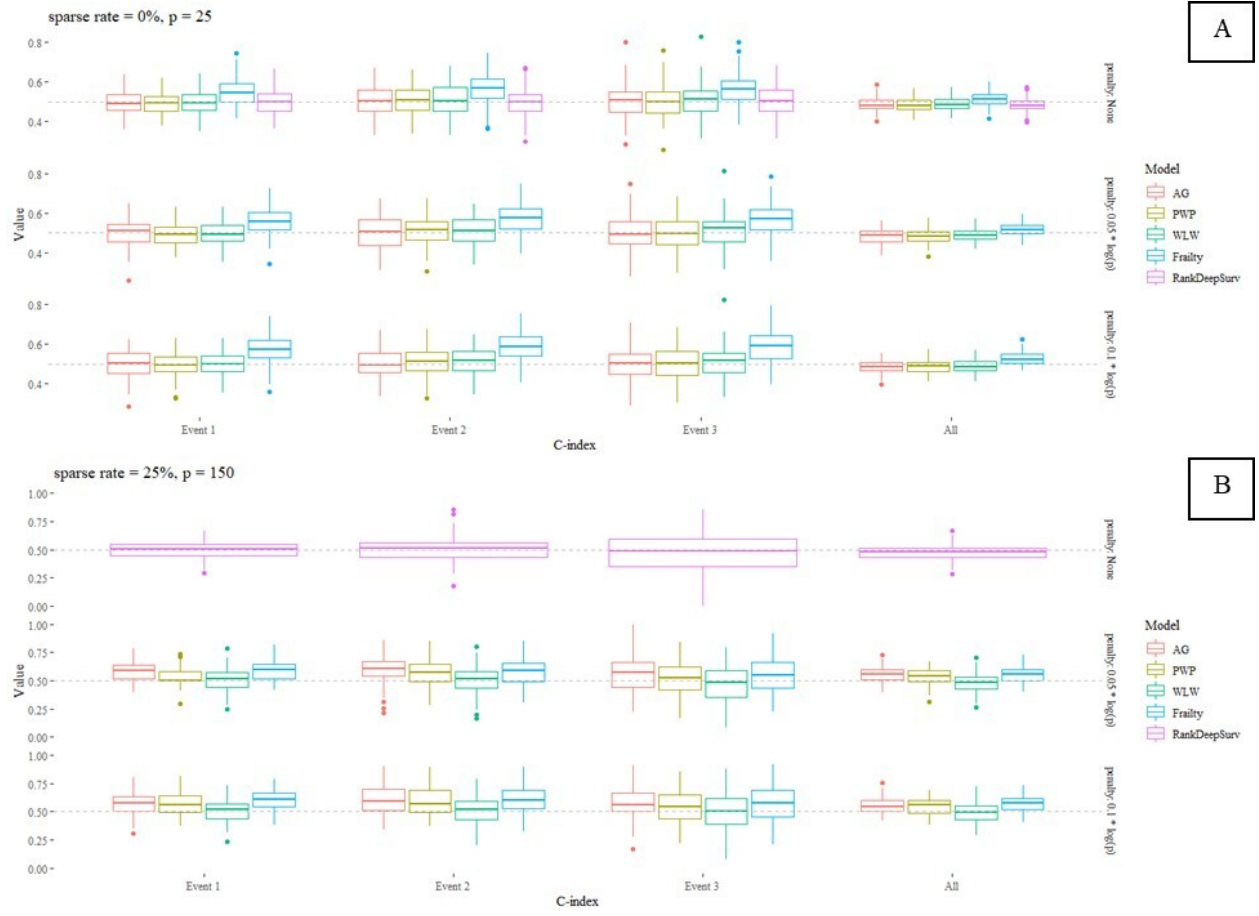 sparse rate = 0%, p = 25
A
0.8
0.6
0.4
penalty: None
0.8
0.6
0.4
penalty: 0.05 * log(p)
0.8
0.6
0.4
penalty: 0.1 * log(p)
Value
Event 1
Event 2
Event 3
All
C-index
Model
AG
PWP
WLW
Frailty
RankDeepSurv
sparse rate = 25%, p = 150
B
1.00
0.75
0.50
0.25
0.00
penalty: None
1.00
0.75
0.50
0.25
0.00
penalty: 0.05 * log(p)
1.00
0.75
0.50
0.25
0.00
penalty: 0.1 * log(p)
Value
Event 1
Event 2
Event 3
All
C-index
Model
AG
PWP
WLW
Frailty
RankDeepSurv